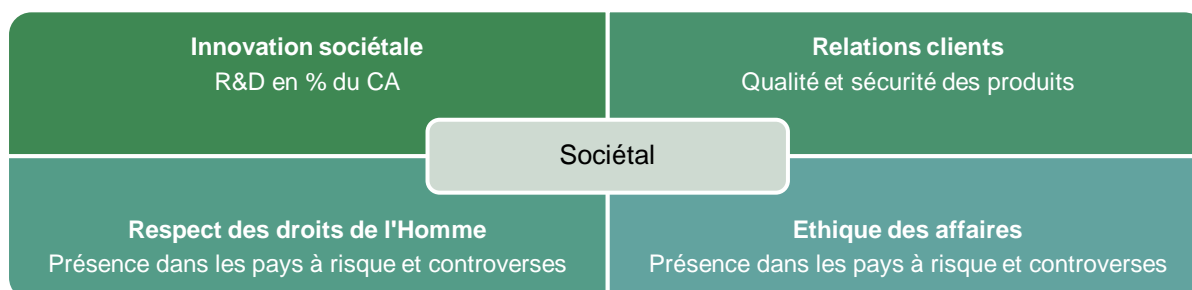 Innovation sociétale
R&D en % du CA
Relations clients
Qualité et sécurité des produits
Sociétal
Respect des droits de l'Homme
Présence dans les pays à risque et controverses
Ethique des affaires
Présence dans les pays à risque et controverses